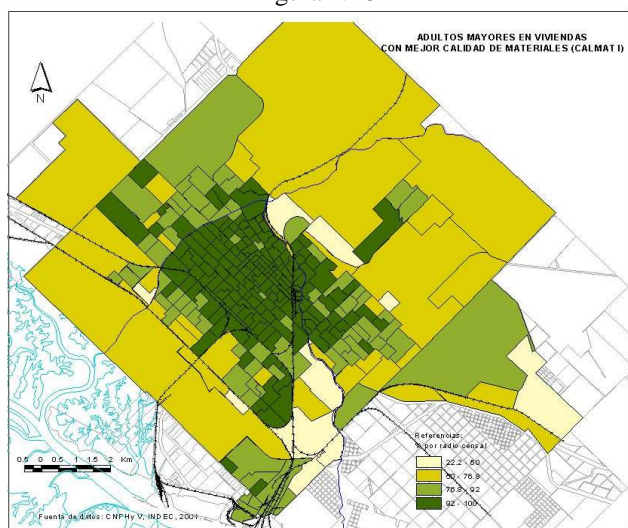 ADULTOS MAYORES EN VIVIENDAS
CON MEJOR CALIDAD DE MATERIALES (CALMAT I)
N
Referencias:
% por radio censal
22.2 - 60
60 - 76.8
76.8 - 92
92 - 100
0.5 0 0.5 1 1.5 2 Km
Fuente de datos: CNPHy V, INDEC, 2001